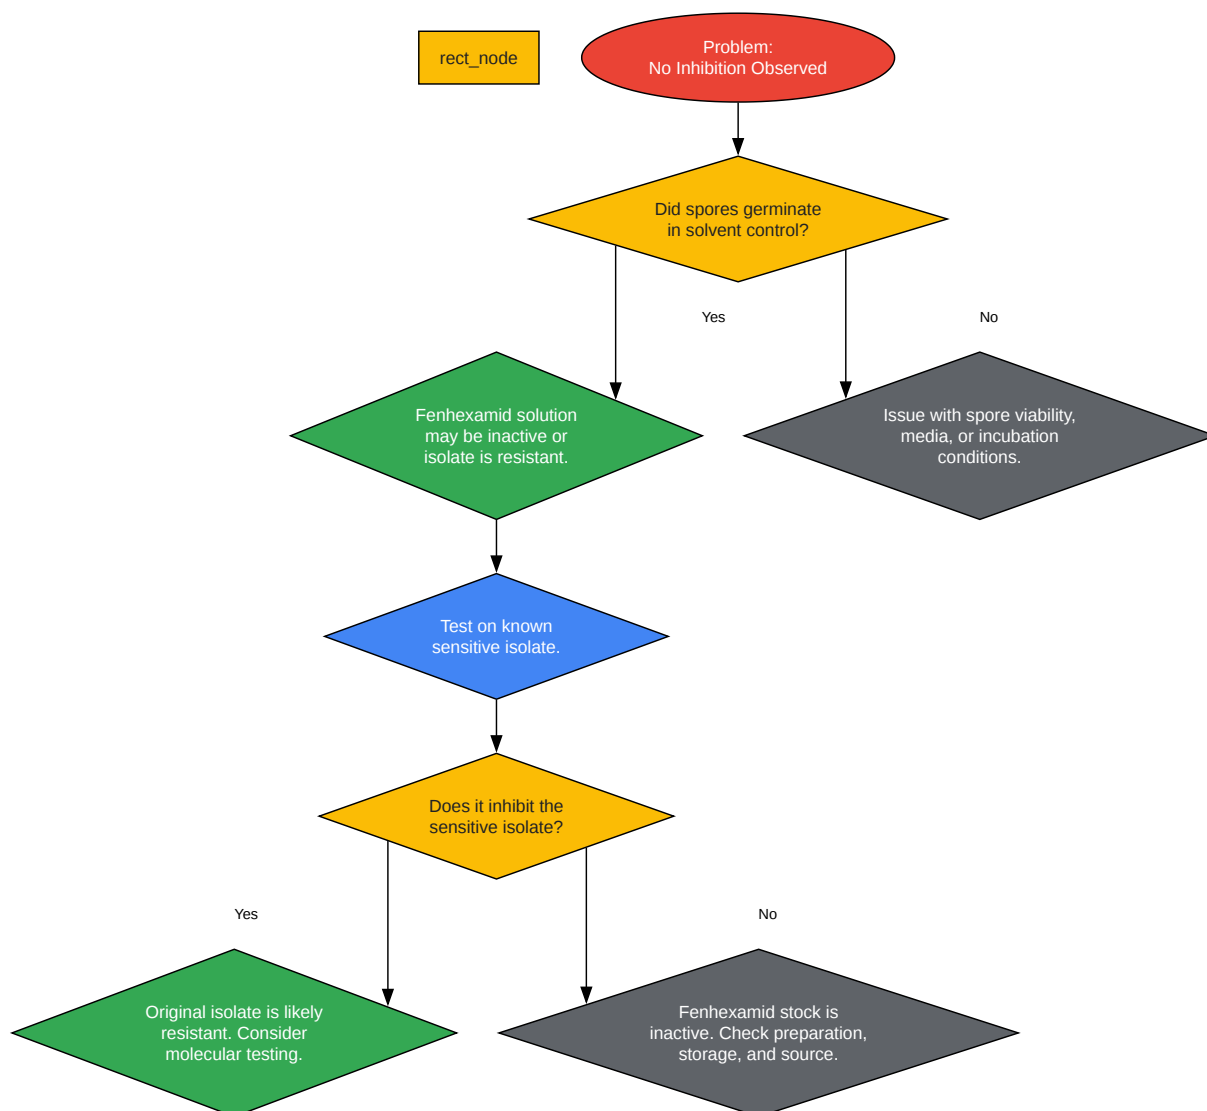 rect_node
Problem:
No Inhibition Observed
Did spores germinate
in solvent control?
Yes
No
Fenhexamid solution
may be inactive or
isolate is resistant.
Issue with spore viability,
media, or incubation
conditions.
Test on known
sensitive isolate.
Does it inhibit the
sensitive isolate?
Yes
No
Original isolate is likely
resistant. Consider
molecular testing.
Fenhexamid stock is
inactive. Check preparation,
storage, and source.